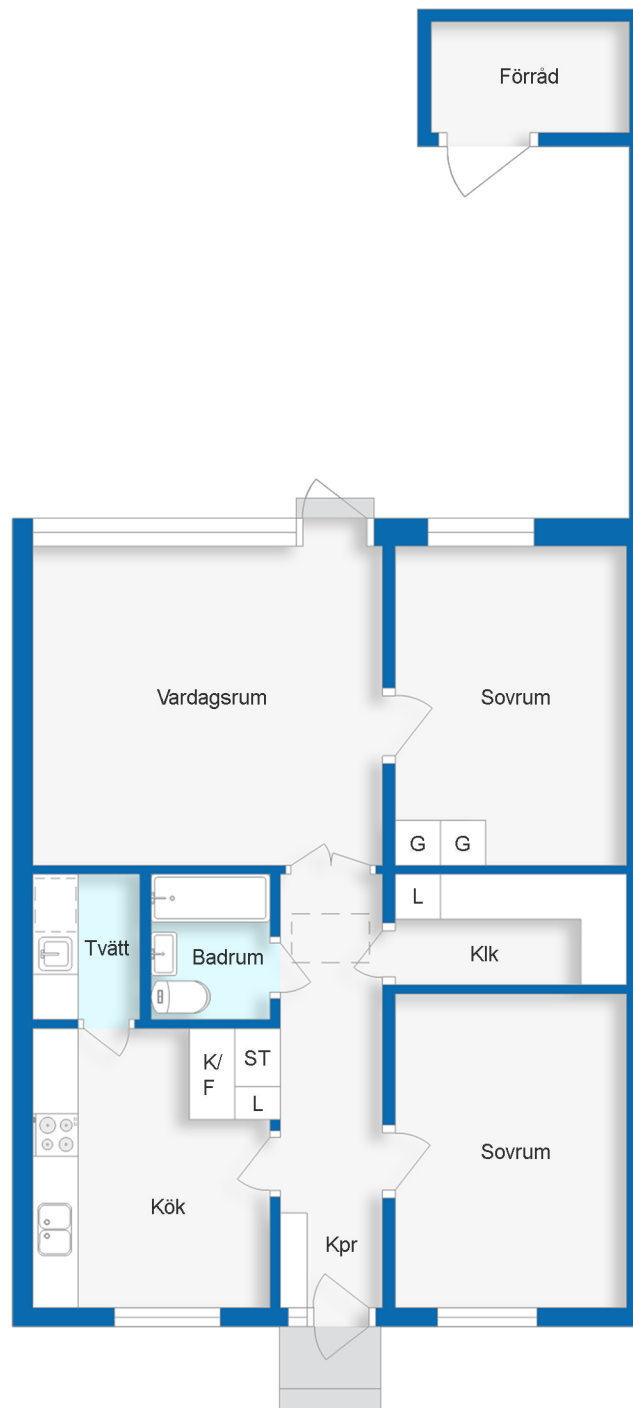 Förråd
Vardagsrum
Sovrum
G
G
L
Tvätt
Badrum
Klk
K/
F
ST
L
Sovrum
Kök
Kpr